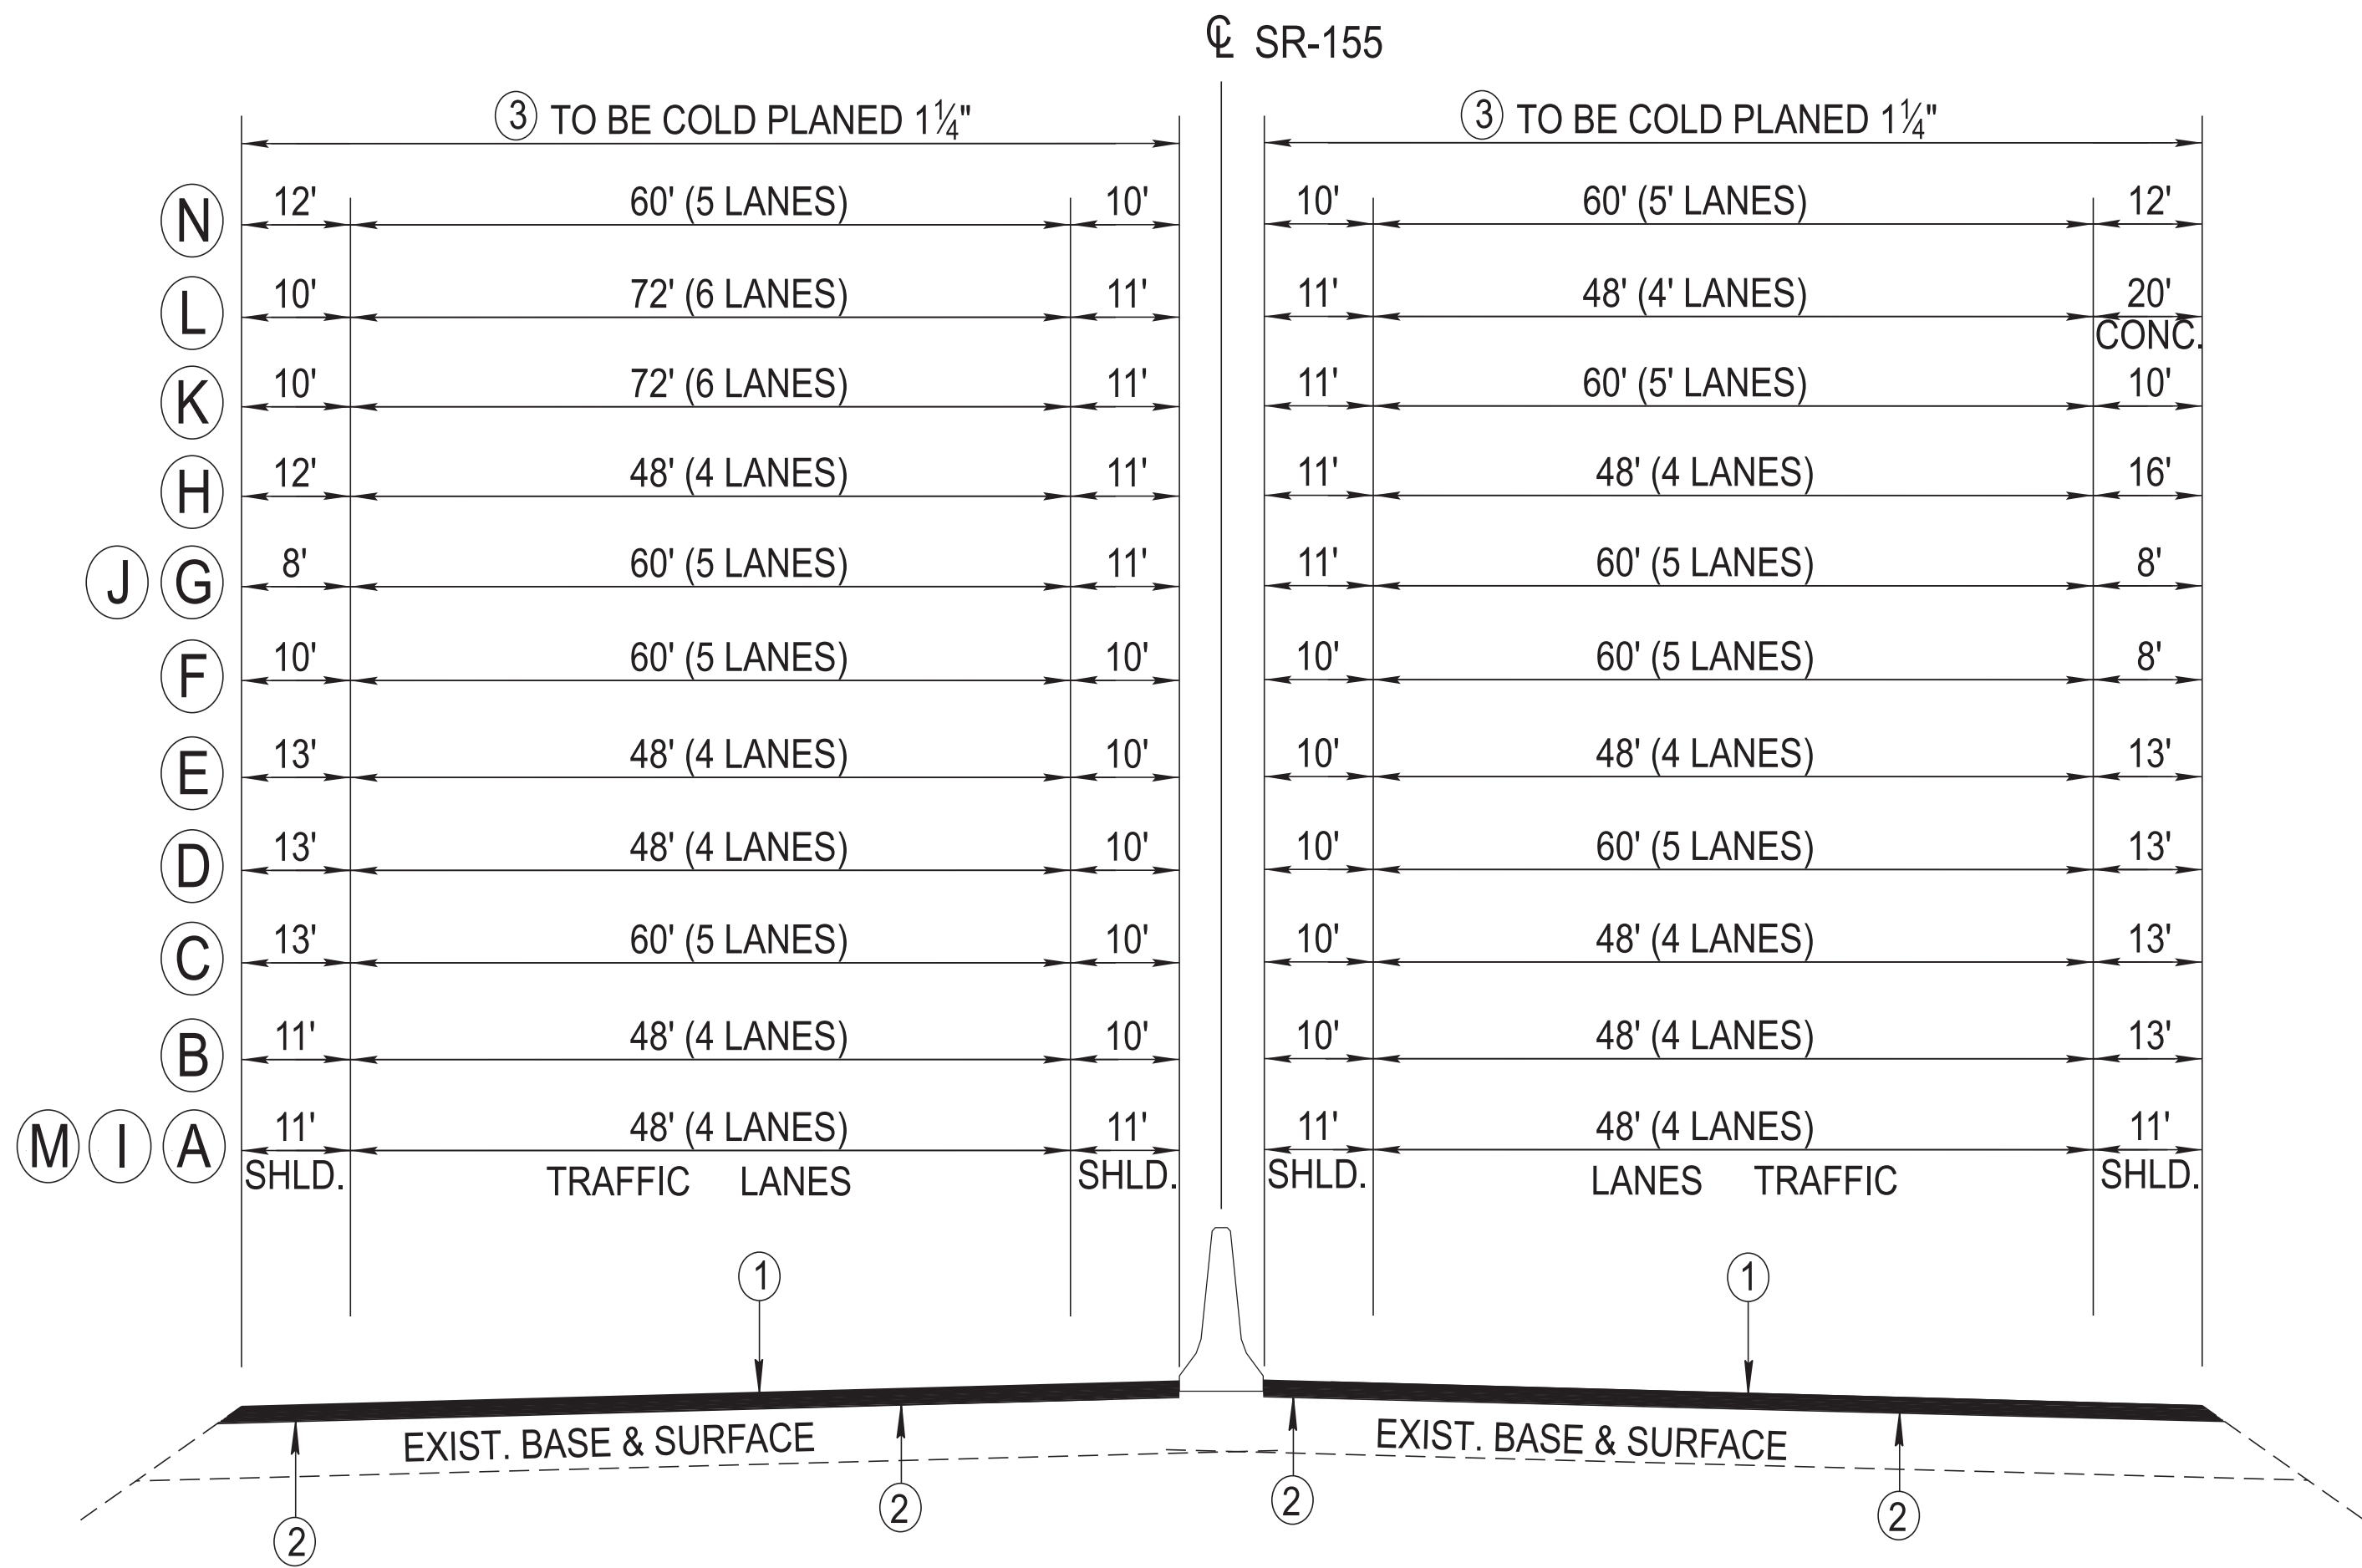 ℄ SR-155
③ TO BE COLD PLANED 1¼" ③ TO BE COLD PLANED 1¼"
N 12' 60' (5 LANES) 10' 10' 60' (5' LANES) 12'
L 10' 72' (6 LANES) 11' 11' 48' (4' LANES) 20'
CONC.
K 10' 72' (6 LANES) 11' 11' 60' (5' LANES) 10'
H 12' 48' (4 LANES) 11' 11' 48' (4 LANES) 16'
J G 8' 60' (5 LANES) 11' 11' 60' (5 LANES) 8'
F 10' 60' (5 LANES) 10' 10' 60' (5 LANES) 8'
E 13' 48' (4 LANES) 10' 10' 48' (4 LANES) 13'
D 13' 48' (4 LANES) 10' 10' 60' (5 LANES) 13'
C 13' 60' (5 LANES) 10' 10' 48' (4 LANES) 13'
B 11' 48' (4 LANES) 10' 10' 48' (4 LANES) 13'
M I A 11' 48' (4 LANES) 11' 11' 48' (4 LANES) 11'
SHLD. TRAFFIC LANES SHLD. SHLD. LANES TRAFFIC SHLD.
① ①
EXIST. BASE & SURFACE EXIST. BASE & SURFACE
② ② ② ②